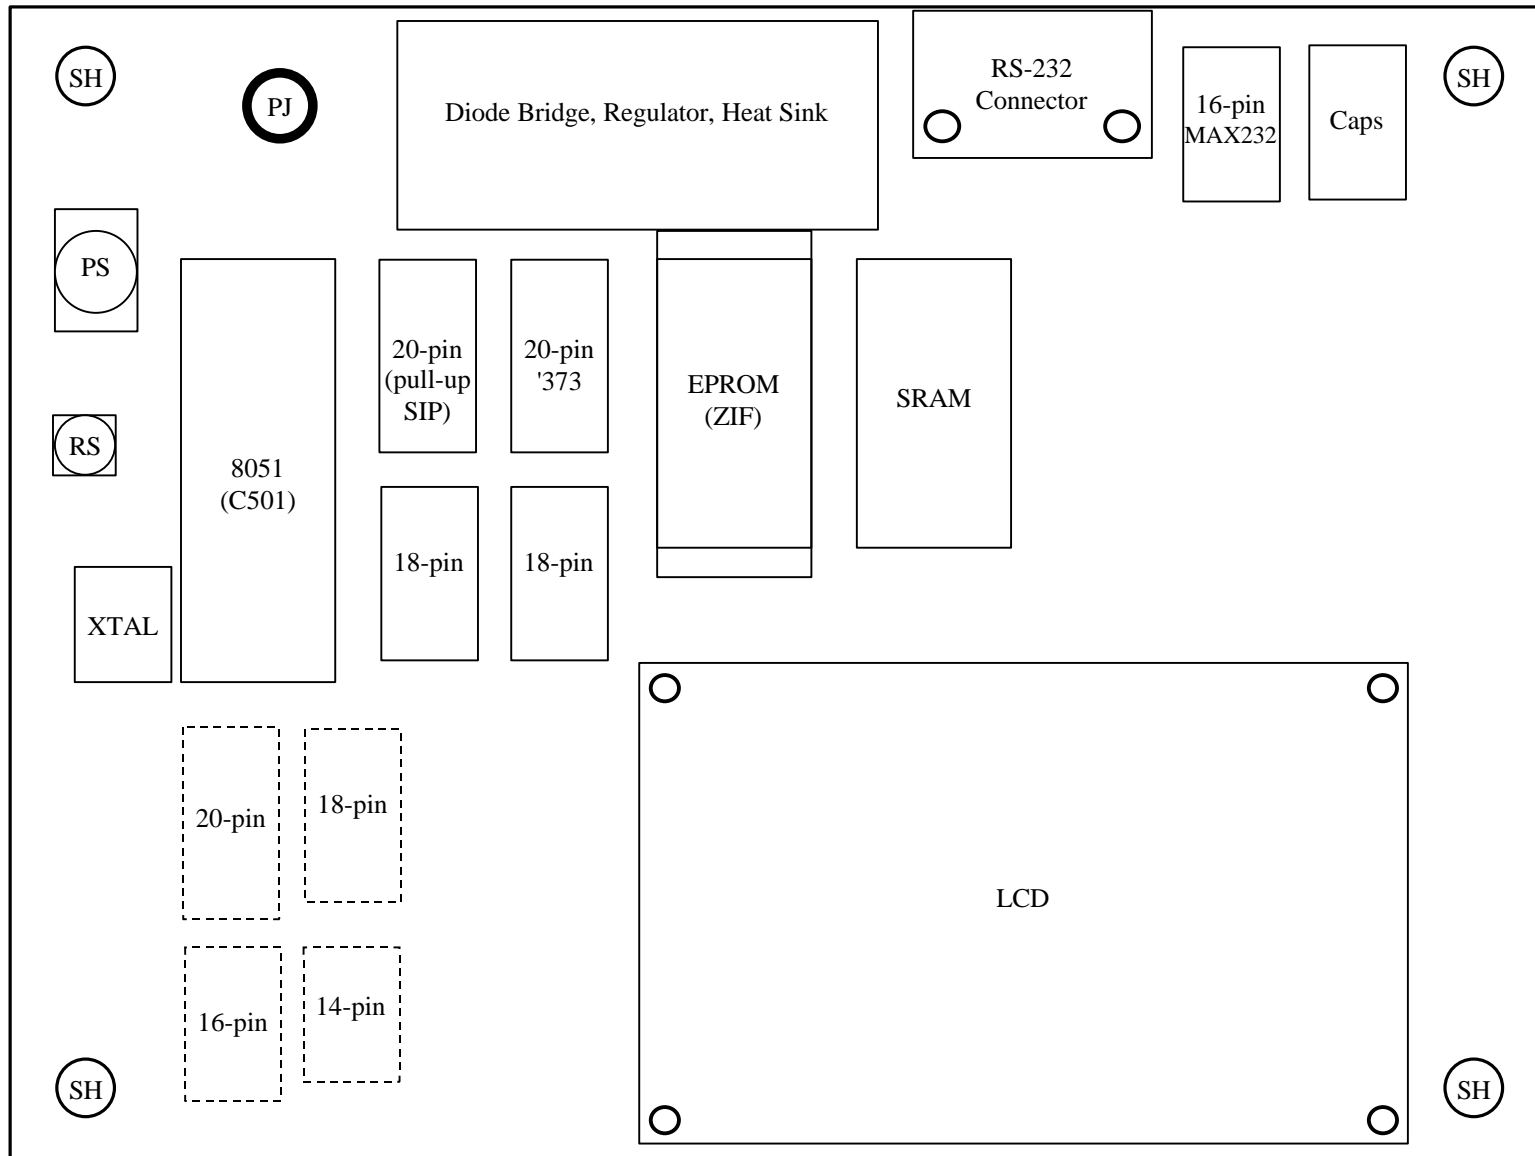 SH
PJ
Diode Bridge, Regulator, Heat Sink
RS-232
Connector
16-pin
MAX232
Caps
SH
PS
20-pin
(pull-up
SIP)
20-pin
'373
EPROM
(ZIF)
SRAM
RS
8051
(C501)
18-pin
18-pin
XTAL
20-pin
18-pin
LCD
16-pin
14-pin
SH
SH